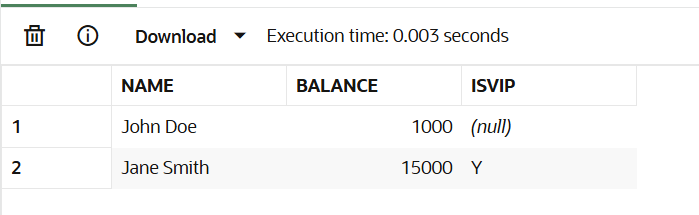 Download Execution time: 0.003 seconds
NAME BALANCE ISVIP
1 John Doe 1000 (null)
2 Jane Smith 15000 Y